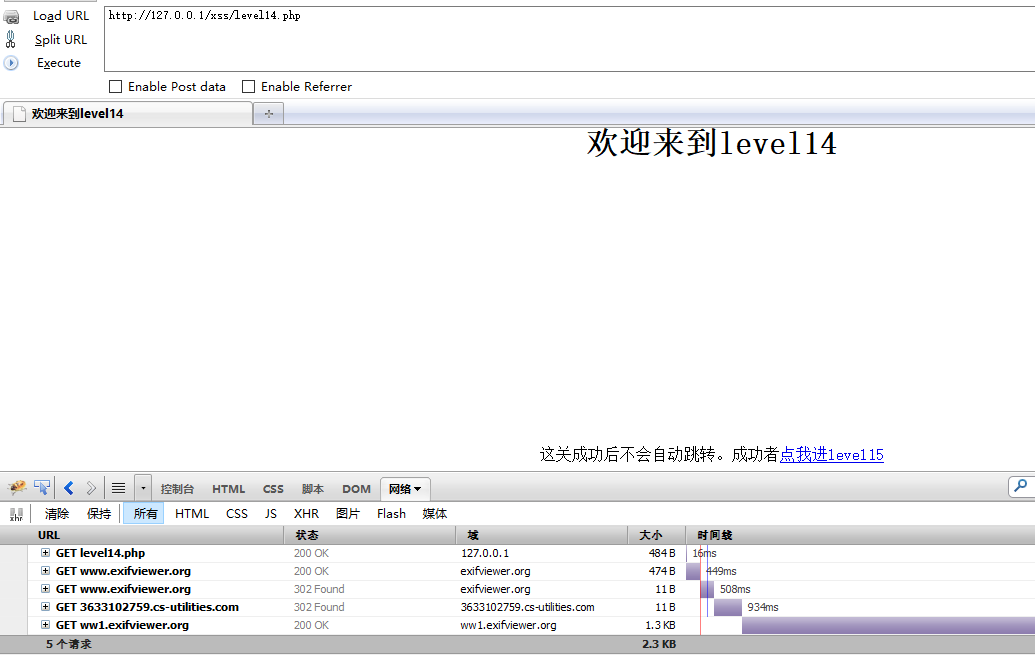 Load URL http://127.0.0.1/xss/level14.php
Split URL
Execute
Enable Post data Enable Referrer
欢迎来到level14
欢迎来到level14
这关成功后不会自动跳转。成功者点我进level15
控制台 HTML CSS 脚本 DOM 网络
xhr 清除 保持 所有 HTML CSS JS XHR 图片 Flash 媒体
URL 状态 域 大小 时间线
GET level14.php 200 OK 127.0.0.1 484 B 16ms
GET www.exifviewer.org 200 OK exifviewer.org 474 B 449ms
GET www.exifviewer.org 302 Found exifviewer.org 11 B 508ms
GET 3633102759.cs-utilities.com 302 Found 3633102759.cs-utilities.com 11 B 934ms
GET ww1.exifviewer.org 200 OK ww1.exifviewer.org 1.3 KB
5 个请求 2.3 KB